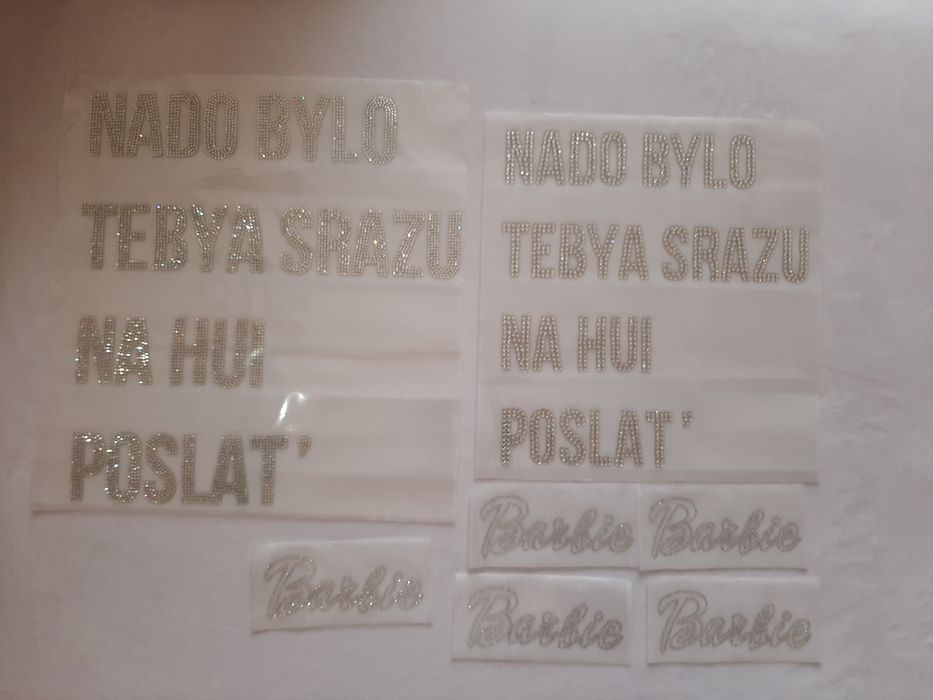 NADO BYLO
TEBYA SRAZU
NA HUI
POSLAT'
NADO BYLO
TEBYA SRAZU
NA HUI
POSLAT'
Barbie
Barbie
Barbie
Barbie
Barbie